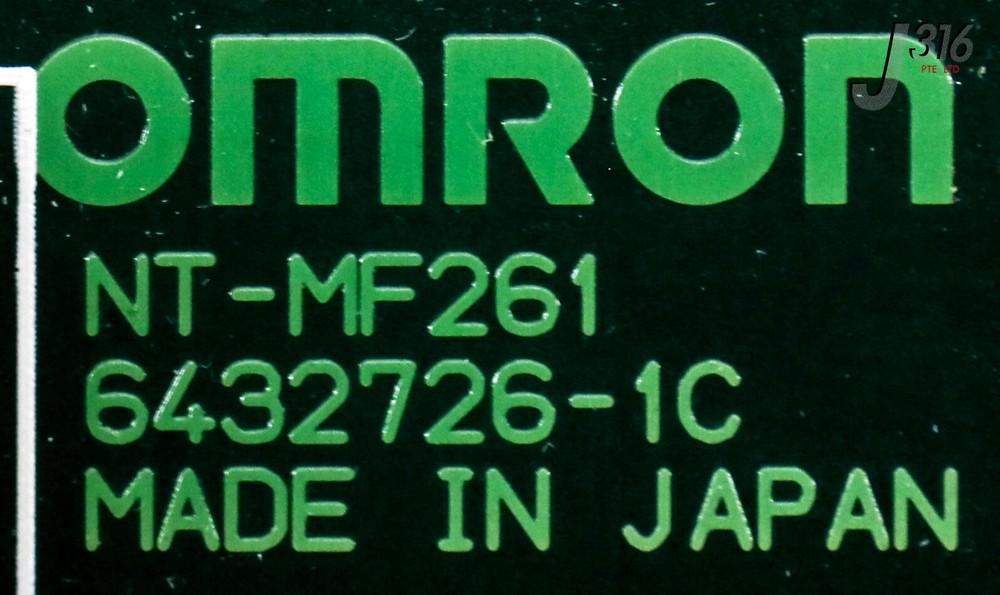 omron
J316
PTE LTD
NT-MF261
6432726-1C
MADE IN JAPAN